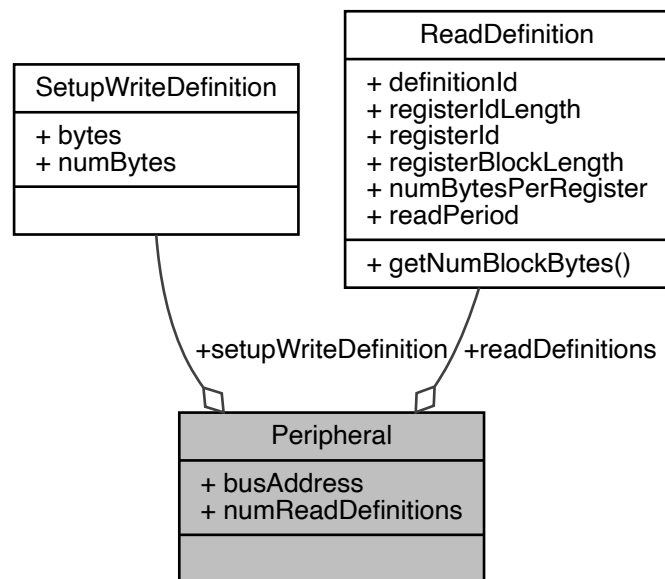 SetupWriteDefinition
+ bytes
+ numBytes
ReadDefinition
+ definitionId
+ registerIdLength
+ registerId
+ registerBlockLength
+ numBytesPerRegister
+ readPeriod
+ getNumBlockBytes()
+setupWriteDefinition
+readDefinitions
Peripheral
+ busAddress
+ numReadDefinitions